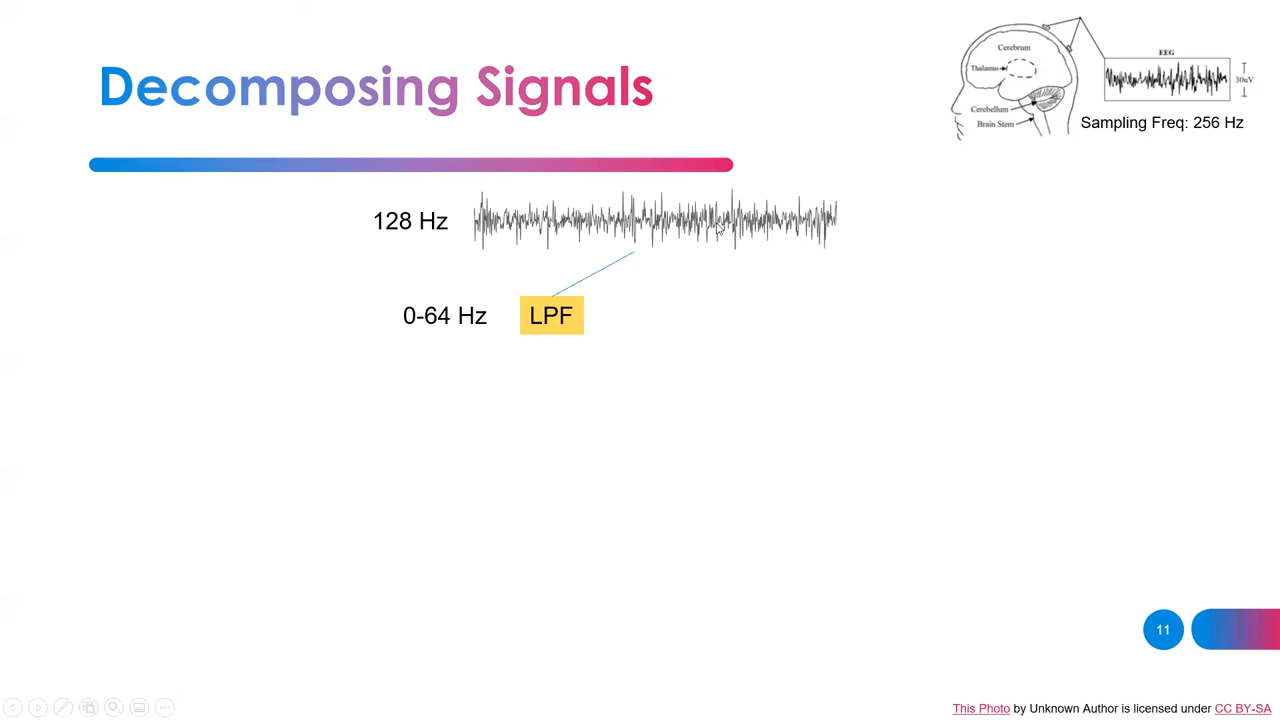 Decomposing Signals
Cerebrum
Thalamus
Cerebellum
Brain Stem
EEG
30uV
Sampling Freq: 256 Hz
128 Hz
0-64 Hz
LPF
11
This Photo by Unknown Author is licensed under CC BY-SA